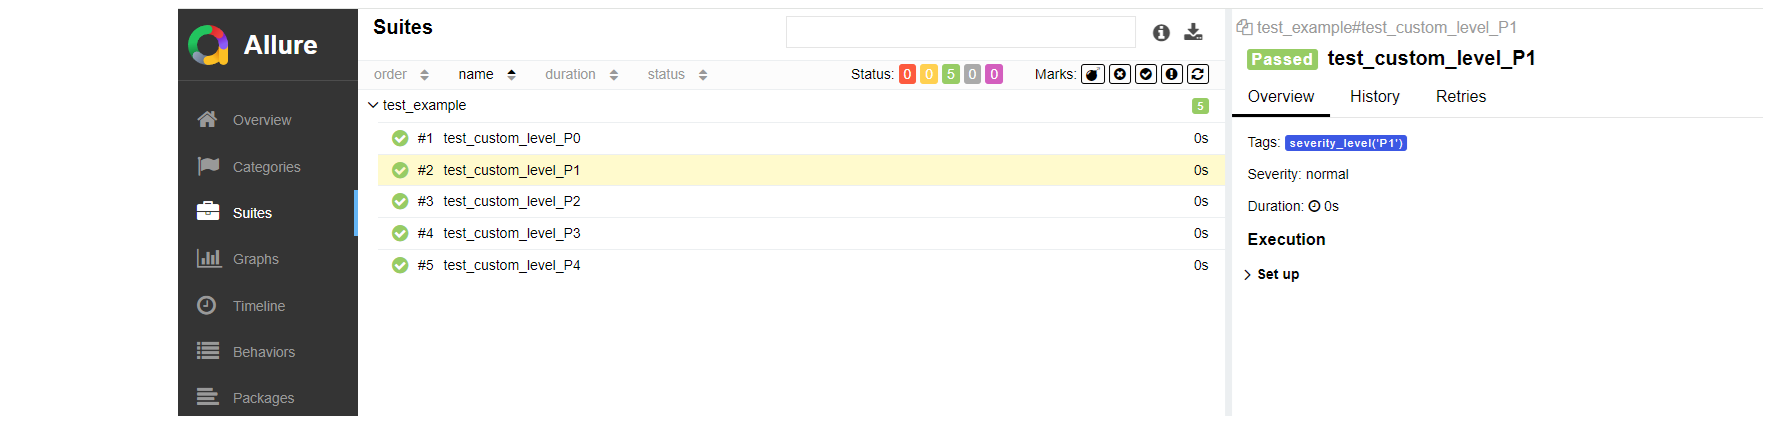 Allure
Overview
Categories
Suites
Graphs
Timeline
Behaviors
Packages
Suites
order name duration status Status: 0 0 5 0 0 Marks:
test_example 5
#1 test_custom_level_P0 0s
#2 test_custom_level_P1 0s
#3 test_custom_level_P2 0s
#4 test_custom_level_P3 0s
#5 test_custom_level_P4 0s
test_example#test_custom_level_P1
Passed test_custom_level_P1
Overview History Retries
Tags: severity_level('P1')
Severity: normal
Duration: 0s
Execution
Set up